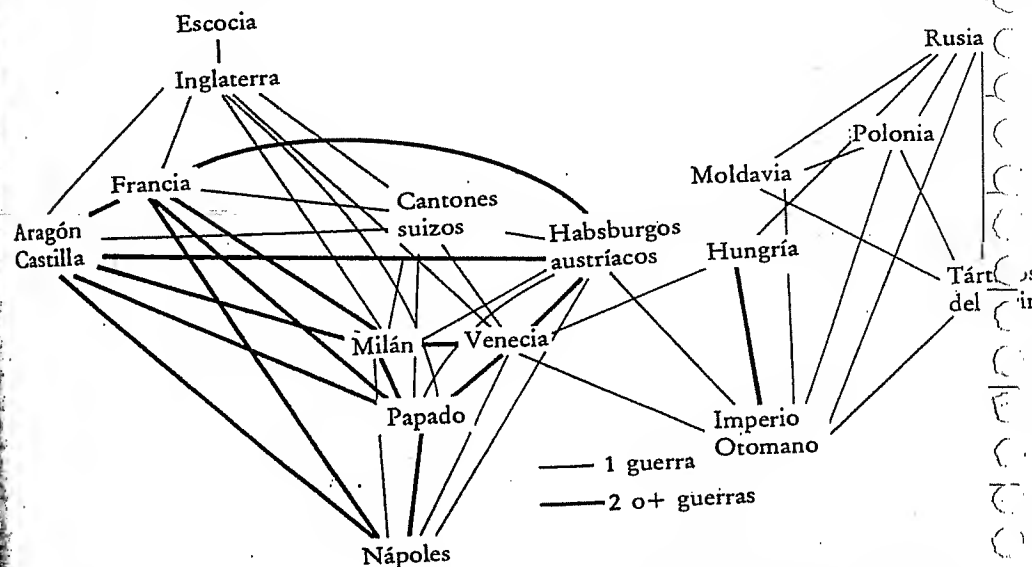 Escocia
Rusia
Inglaterra
Polonia
Moldavia
Francia
Cantones
suizos
Aragón
Castilla
Habsburgos
austríacos
Hungría
del
Milán
Venecia
Papado
Imperio
Otomano
1 guerra
2 o+ guerras
Nápoles